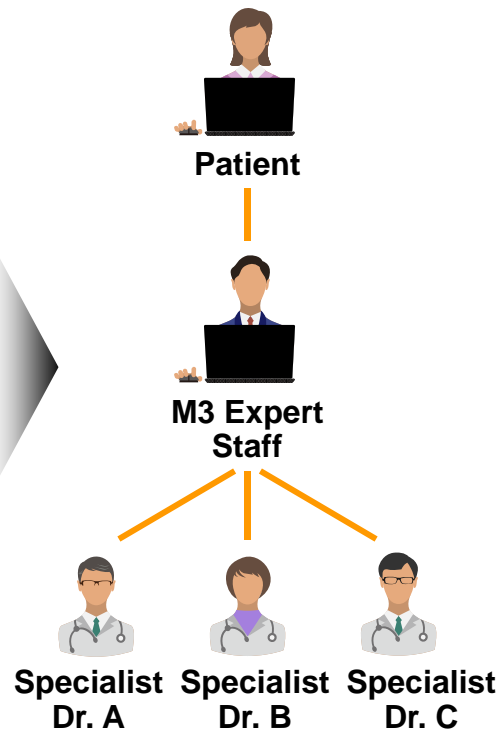 Patient
M3 Expert
Staff
Specialist Specialist Specialist
Dr. A Dr. B Dr. C